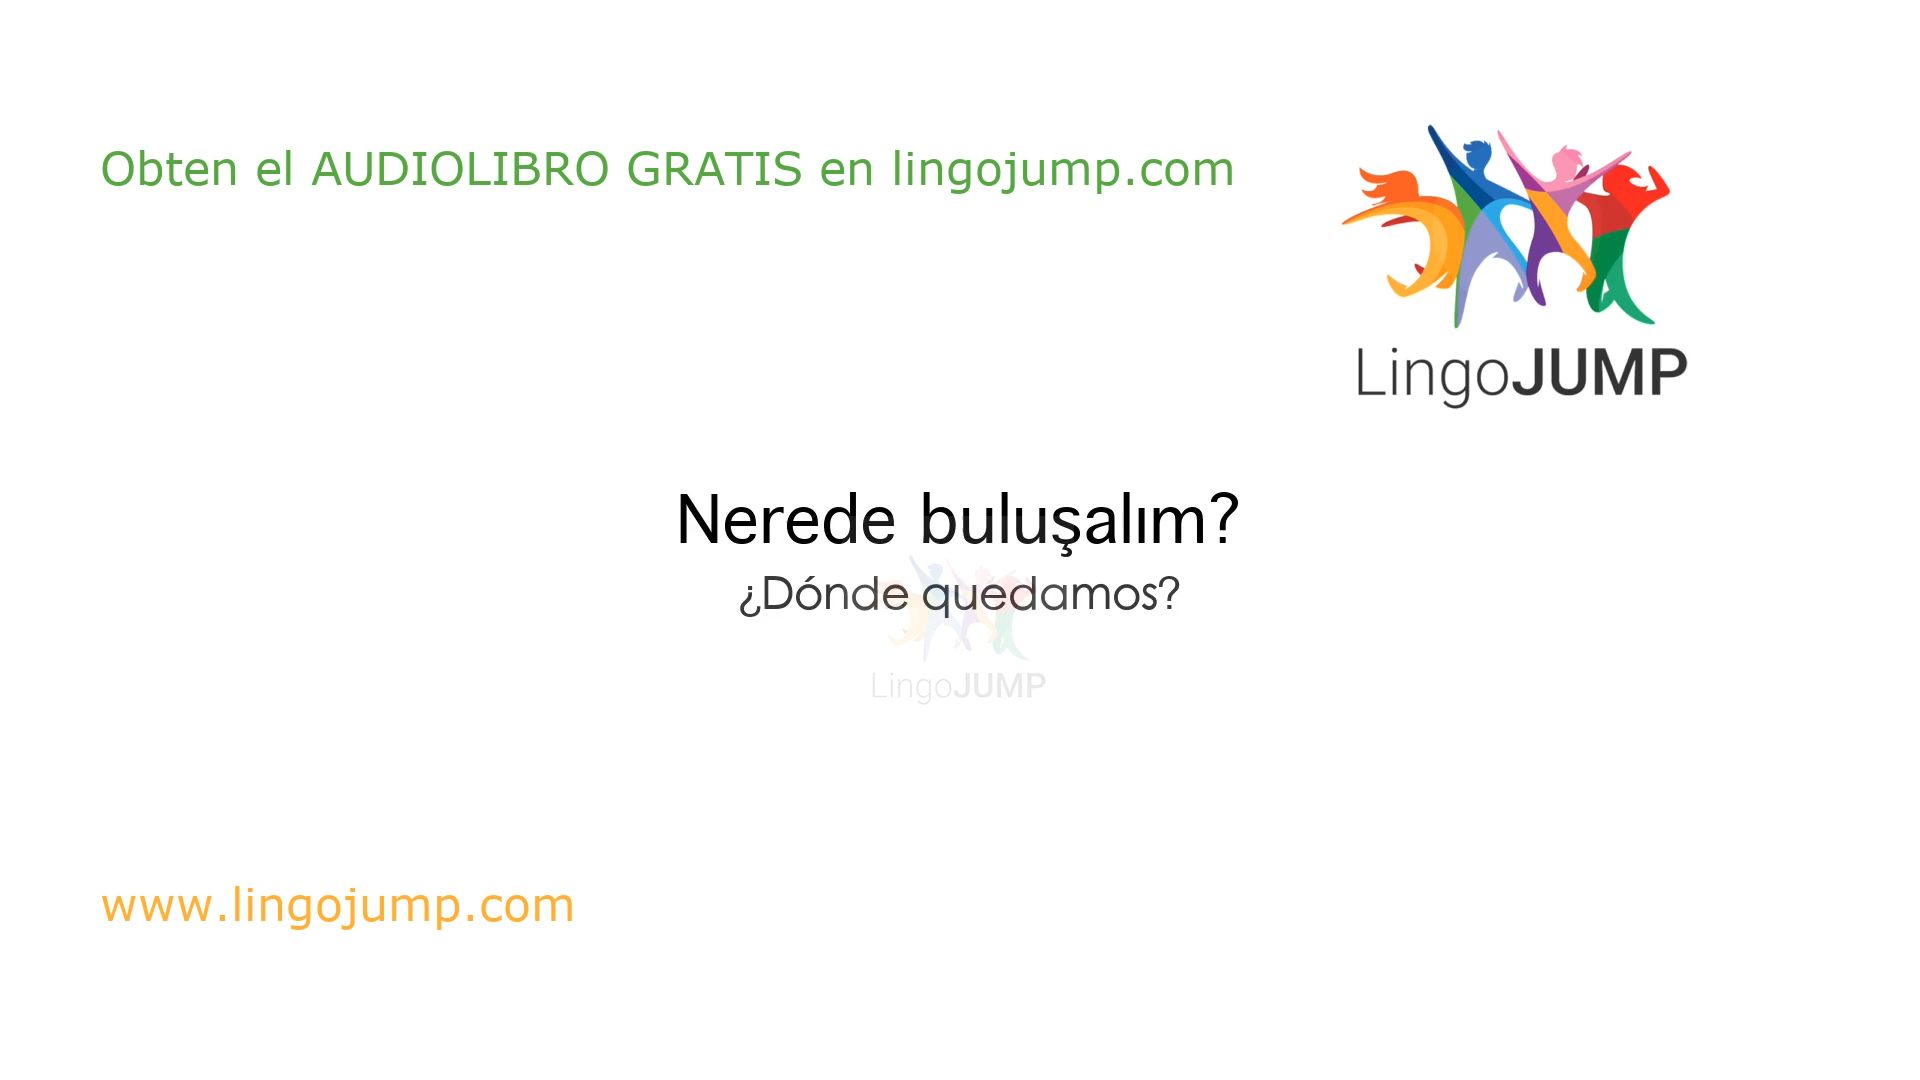 Obten el AUDIOLIBRO GRATIS en lingojump.com
LingoJUMP
Nerede buluşalım?
¿Dónde quedamos?
LingoJUMP
www.lingojump.com